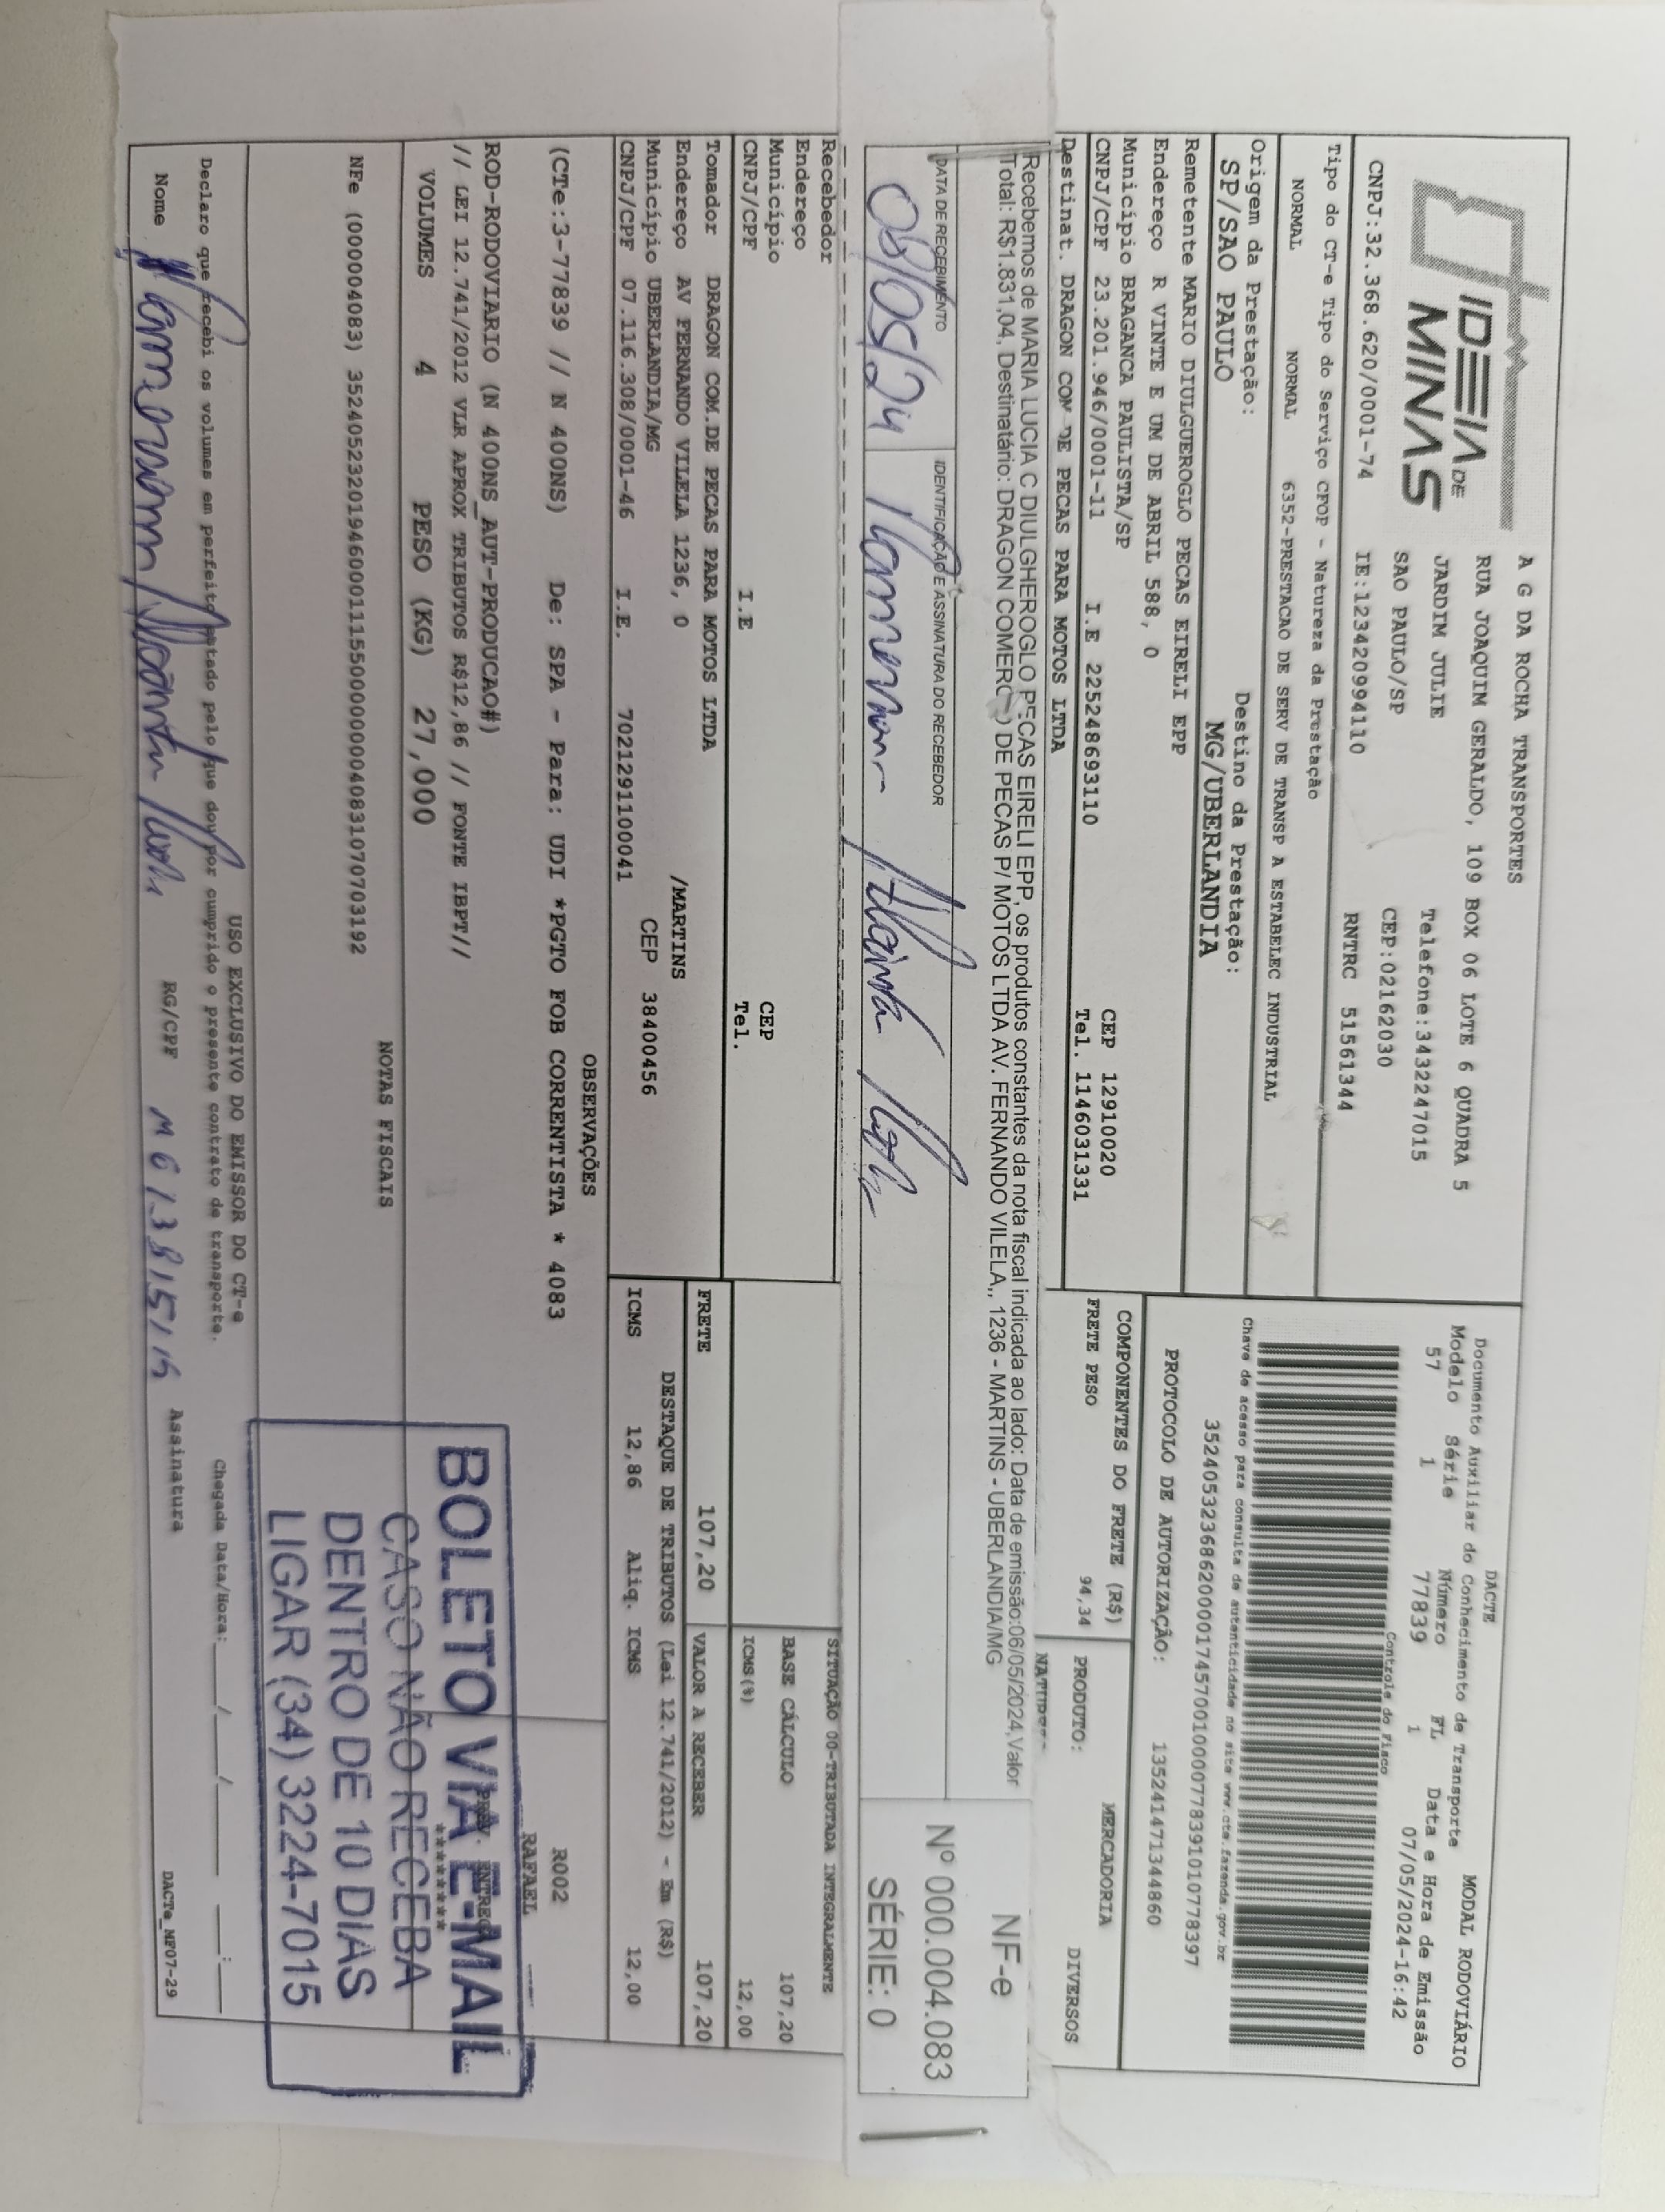 IDEIA DE
MINAS
A G DA ROCHA TRANSPORTES
RUA JOAQUIM GERALDO, 109 BOX 06 LOTE 6 QUADRA 5
JARDIM JULIE Telefone:3432247015
SAO PAULO/SP CEP:02162030
CNPJ:32.368.620/0001-74 IE:123420994110 RNTRC 51561344
Tipo do CT-e Tipo do Serviço CFOP - Natureza da Prestação
NORMAL NORMAL 6352-PRESTACAO DE SERV DE TRANSP A ESTABELEC INDUSTRIAL
Origem da Prestação: Destino da Prestação:
SP/SAO PAULO MG/UBERLANDIA
Remetente MARIO DIULGUEROGLO PECAS EIRELI EPP
Endereço R VINTE E UM DE ABRIL 588, 0
Município BRAGANCA PAULISTA/SP CEP 12910020
CNPJ/CPF 23.201.946/0001-11 I.E 225248693110 Tel. 1146031331
Destinat. DRAGON COM DE PECAS PARA MOTOS LTDA
DACTE
Documento Auxiliar do Conhecimento de Transporte MODAL RODOVIÁRIO
Modelo Série Número FL Data e Hora de Emissão
57 1 77839 1 07/05/2024-16:42
Controle do Fisco
Chave de acesso para consulta de autenticidade no site www.cte.fazenda.gov.br
35240532368620000174570010000778391010778397
PROTOCOLO DE AUTORIZAÇÃO: 135241471344860
COMPONENTES DO FRETE (R$)
FRETE PESO 94,34
PRODUTO: MERCADORIA DIVERSOS
Recebemos de MARIA LUCIA C DIULGHEROGLO PECAS EIRELI EPP, os produtos constantes da nota fiscal indicada ao lado: Data de emissão:06/05/2024,Valor
Total: R$1.831,04, Destinatário: DRAGON COMERCIO DE PECAS P/ MOTOS LTDA AV. FERNANDO VILELA,, 1236 - MARTINS - UBERLANDIA/MG
DATA DE RECEBIMENTO IDENTIFICAÇÃO E ASSINATURA DO RECEBEDOR
08/05/24
NF-e
Nº 000.004.083
SÉRIE: 0
Recebedor
Endereço
Município CEP
CNPJ/CPF I.E Tel.
Tomador DRAGON COM.DE PECAS PARA MOTOS LTDA
Endereço AV FERNANDO VILELA 1236, 0 /MARTINS
Município UBERLANDIA/MG CEP 38400456
CNPJ/CPF 07.116.308/0001-46 I.E. 7021291100041
SITUAÇÃO 00-TRIBUTADA INTEGRALMENTE
BASE CÁLCULO 107,20
ICMS(%) 12,00
FRETE 107,20 VALOR A RECEBER 107,20
DESTAQUE DE TRIBUTOS (Lei 12.741/2012) - Em (R$)
ICMS 12,86 Aliq. ICMS 12,00
OBSERVAÇÕES
(CTe:3-77839 // N 400NS) De: SPA - Para: UDI *PGTO FOB CORRENTISTA * 4083
R002
RAFAEL
ROD-RODOVIARIO (N 400NS_AUT-PRODUCAO#)
// LEI 12.741/2012 VLR APROX TRIBUTOS R$12,86 // FONTE IBPT//
VOLUMES 4 PESO (KG) 27,000
NOTAS FISCAIS
NFe (000004083) 35240523201946000111550000000040831070703192
BOLETO VIA E-MAIL
CASO NÃO RECEBA
DENTRO DE 10 DIAS
LIGAR (34) 3224-7015
USO EXCLUSIVO DO EMISSOR DO CT-e
Declaro que recebi os volumes em perfeito estado pelo que dou por cumprido o presente contrato de transporte. Chegada Data/Hora:____/____/____ ___:___
Nome RG/CPF Assinatura
DACTe_NF07-29